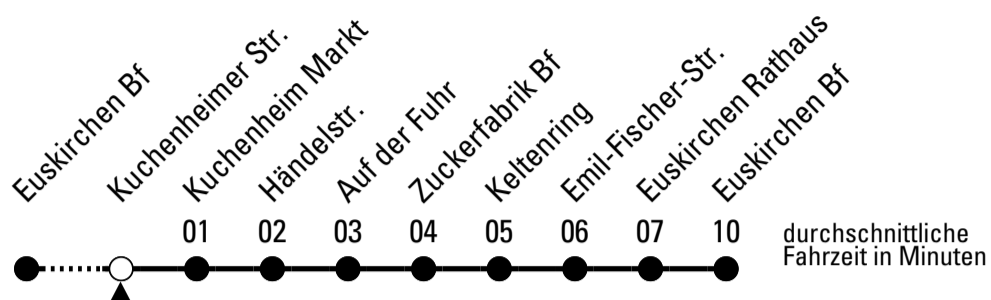 Euskirchen Bf
Kuchenheimer Str.
Kuchenheim Markt
Händelstr.
Auf der Fuhr
Zuckerfabrik Bf
Keltenring
Emil-Fischer-Str.
Euskirchen Rathaus
Euskirchen Bf
01 02 03 04 05 06 07 10
durchschnittliche
Fahrzeit in Minuten